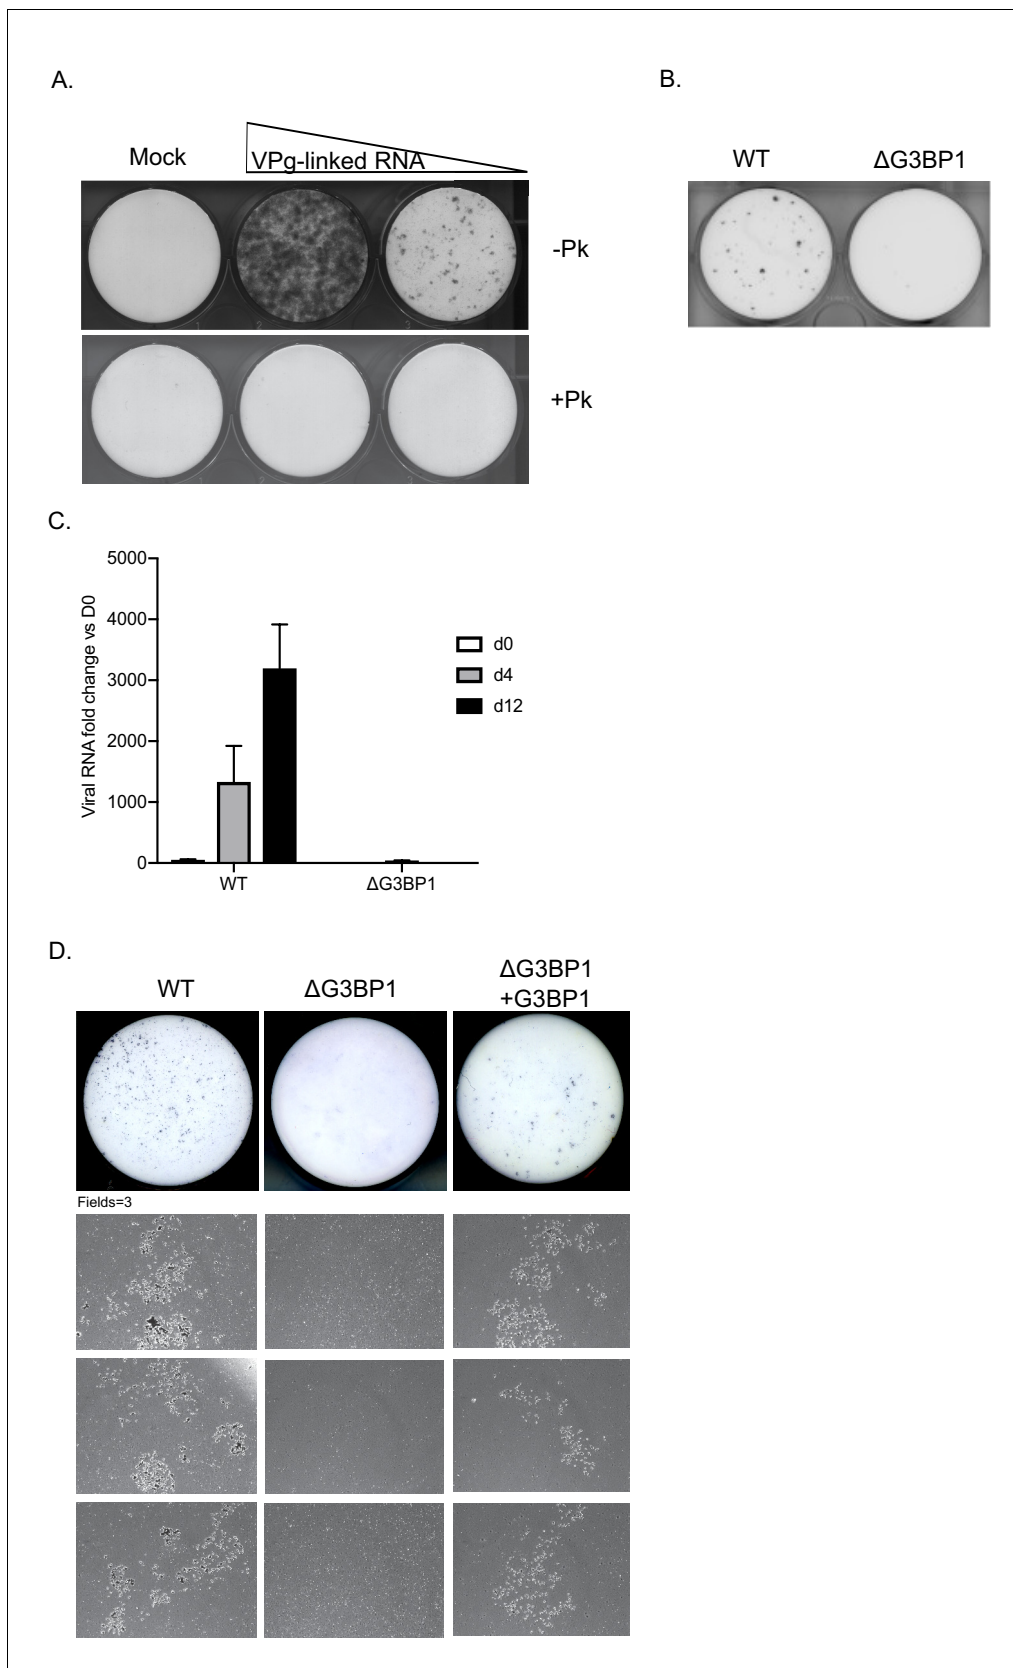 A.
Mock
VPg-linked RNA
-Pk
+Pk
B.
WT
ΔG3BP1
C.
Viral RNA fold change vs D0
5000
4000
3000
2000
1000
0
WT
ΔG3BP1
d0
d4
d12
D.
WT
ΔG3BP1
ΔG3BP1
+G3BP1
Fields=3